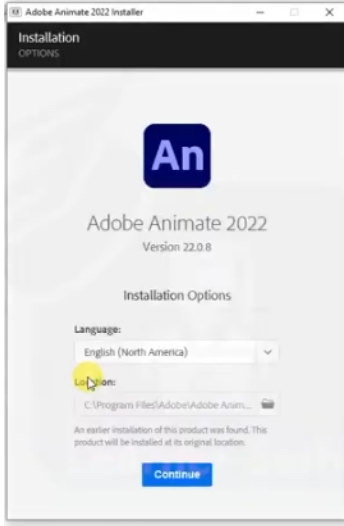 Adobe Animate 2022 Installer
Installation
OPTIONS
An
Adobe Animate 2022
Version 22.0.8
Installation Options
Language:
English (North America)
Location:
C:\Program Files\Adobe\Adobe Anim...
An earlier installation of this product was found. This
product will be installed at its original location.
Continue